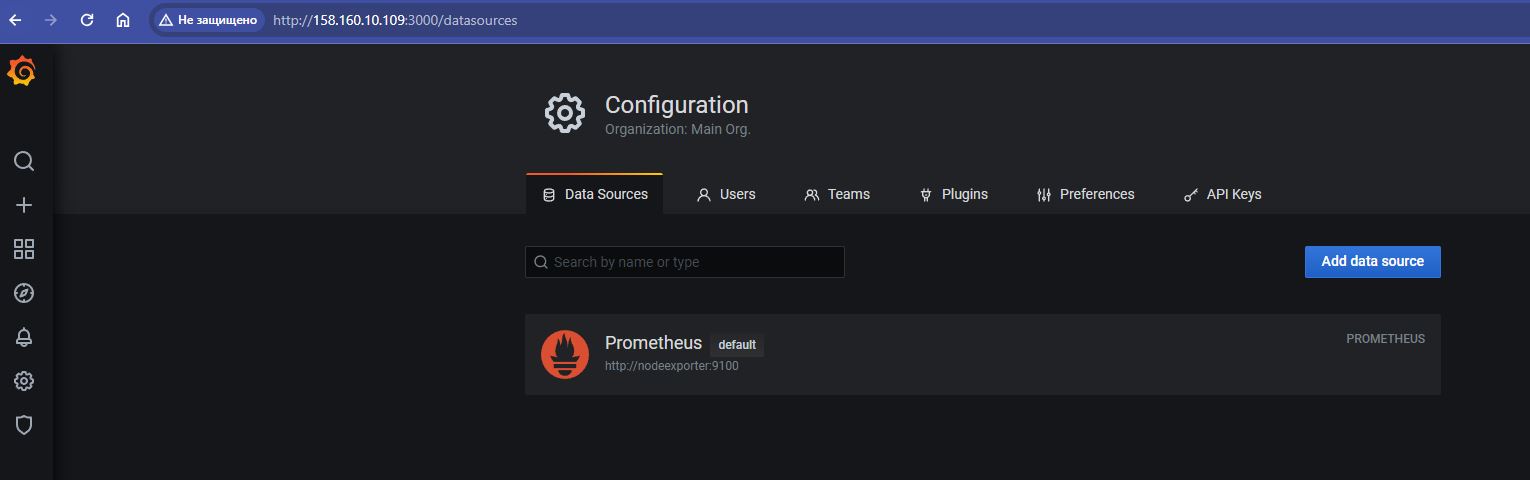 Не защищено http://158.160.10.109:3000/datasources
Configuration
Organization: Main Org.
Data Sources Users Teams Plugins Preferences API Keys
Search by name or type Add data source
Prometheus default PROMETHEUS
http://nodeexporter:9100